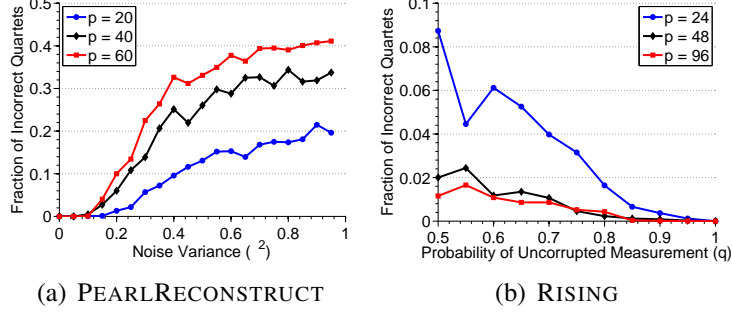 Fraction of Incorrect Quartets
0.5
0.4
0.3
0.2
0.1
0
p = 20
p = 40
p = 60
0 0.2 0.4 0.6 0.8 1
Noise Variance ( ²)
(a) PEARLRECONSTRUCT
Fraction of Incorrect Quartets
0.1
0.08
0.06
0.04
0.02
0
p = 24
p = 48
p = 96
0.5 0.6 0.7 0.8 0.9 1
Probability of Uncorrupted Measurement (q)
(b) RISING